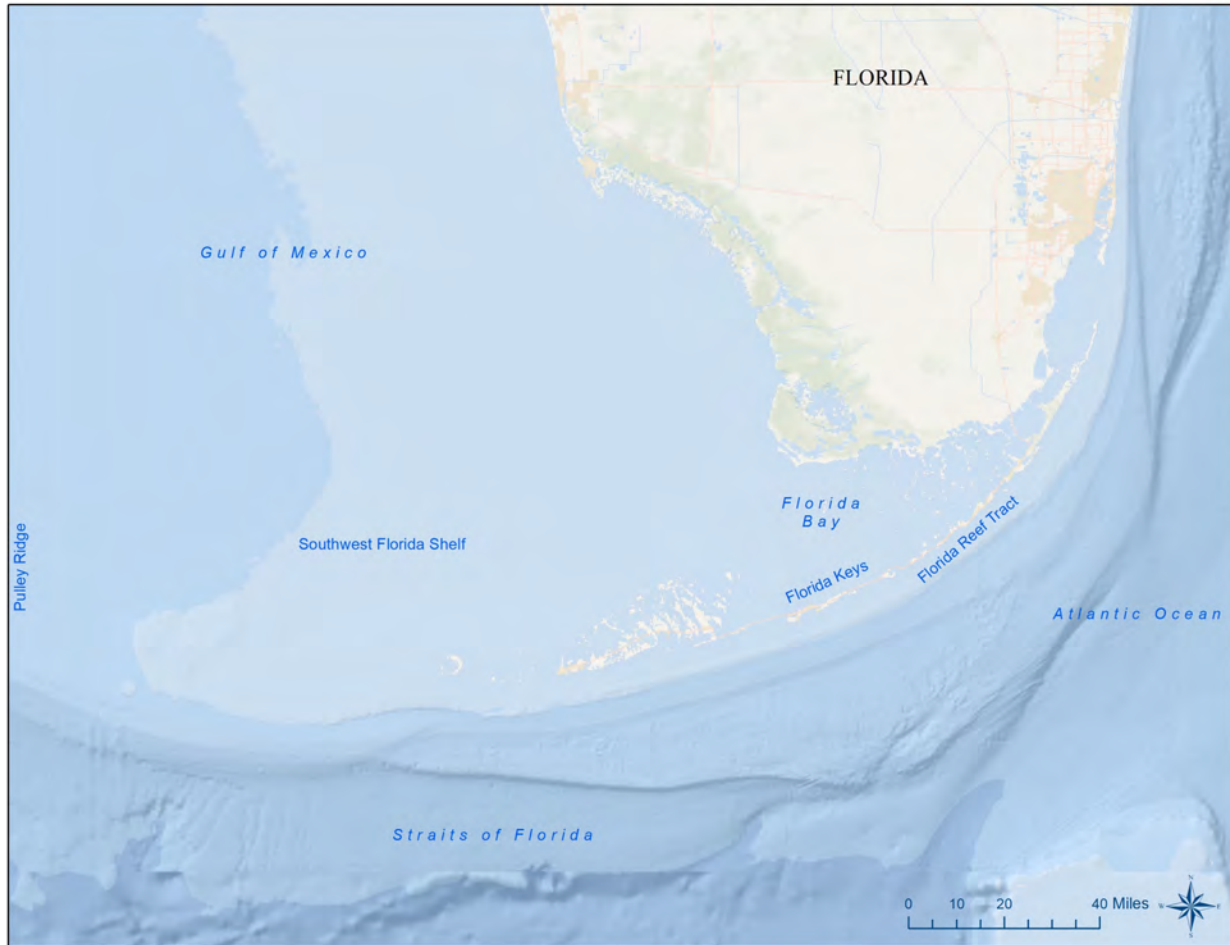 FLORIDA
Gulf of Mexico
Florida
Bay
Pulley Ridge
Southwest Florida Shelf
Florida Reef Tract
Florida Keys
Atlantic Ocean
Straits of Florida
N
W E
S
0 10 20 40 Miles